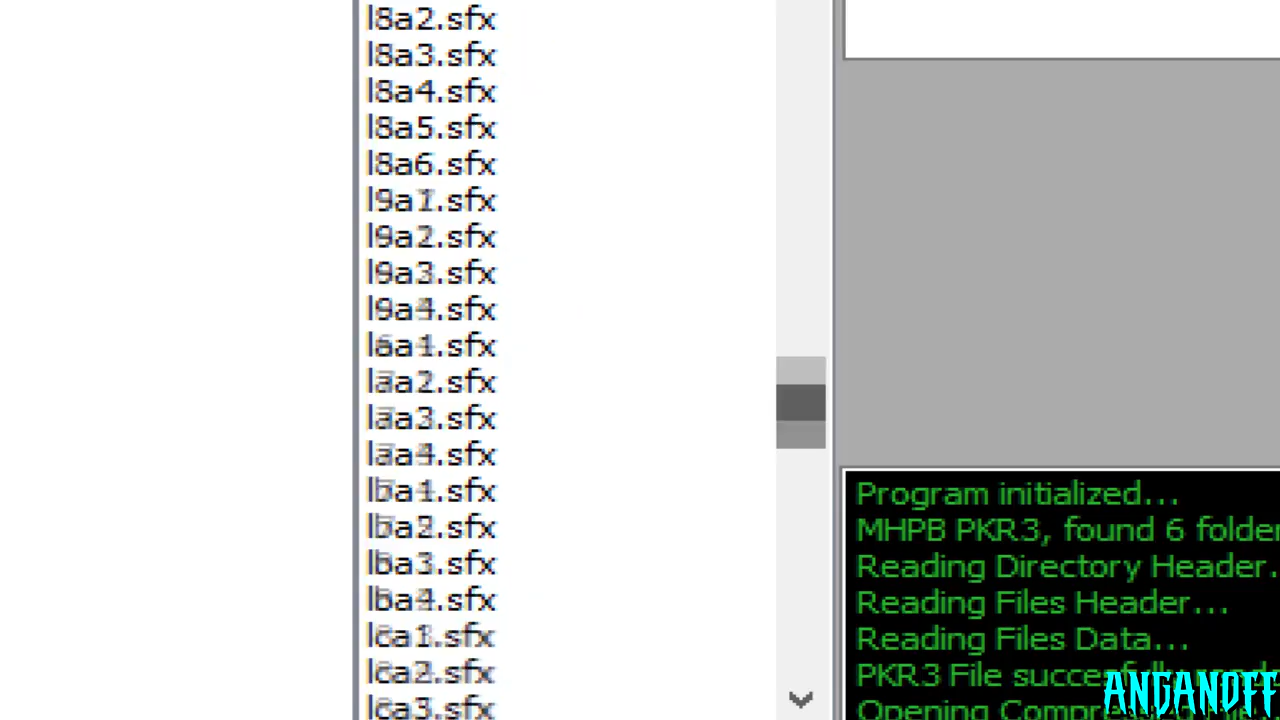 l8a2.sfx
l8a3.sfx
l8a4.sfx
l8a5.sfx
l8a6.sfx
l9a1.sfx
l9a2.sfx
l9a3.sfx
l9a4.sfx
laa2.sfx
laa3.sfx
laa4.sfx
lba1.sfx
lba2.sfx
lba3.sfx
lba4.sfx
lca1.sfx
lca2.sfx
lca3.sfx
Program initialized...
MHPB PKR3, found 6 folder
Reading Directory Header.
Reading Files Header...
Reading Files Data...
PKR3 File
Opening
ANGANOFF